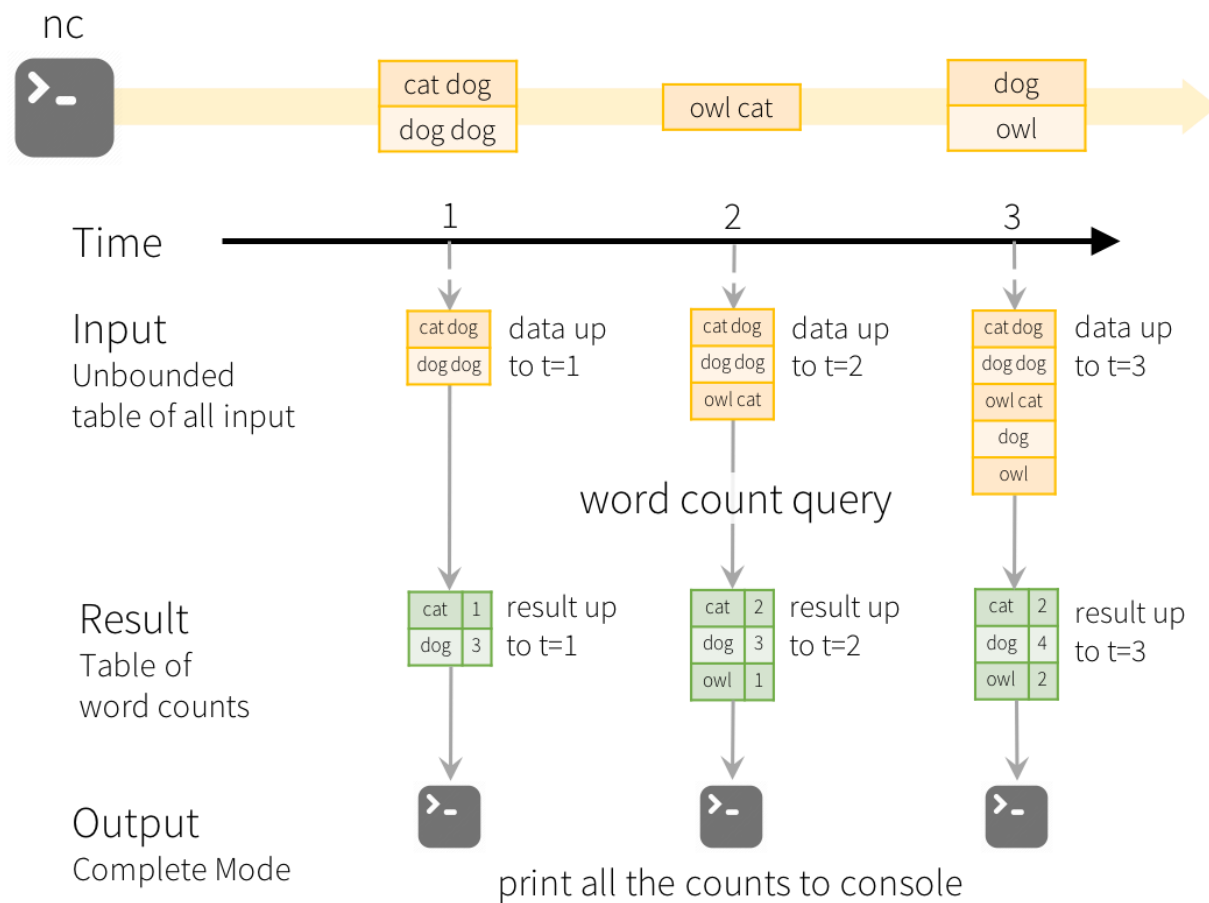 nc
cat dog
dog dog
owl cat
dog
owl
Time
1
2
3
Input
Unbounded
table of all input
cat dog
dog dog
data up
to t=1
cat dog
dog dog
owl cat
data up
to t=2
cat dog
dog dog
owl cat
dog
owl
data up
to t=3
word count query
Result
Table of
word counts
cat 1
dog 3
result up
to t=1
cat 2
dog 3
owl 1
result up
to t=2
cat 2
dog 4
owl 2
result up
to t=3
Output
Complete Mode
print all the counts to console